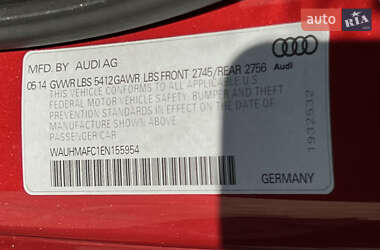 AUTO RIA.com
MFD. BY AUDI AG
Audi
05.14 GVWR LBS 5412 GAWR LBS FRONT 2745/REAR 2756
THIS VEHICLE CONFORMS TO ALL APPLICABLE U.S.
FEDERAL MOTOR VEHICLE SAFETY, BUMPER AND THEFT
PREVENTION STANDARDS IN EFFECT ON THE DATE OF
MANUFACTURE SHOWN ABOVE
PASSENGER CAR
WAUHMAFC1EN155954
GERMANY
1932532